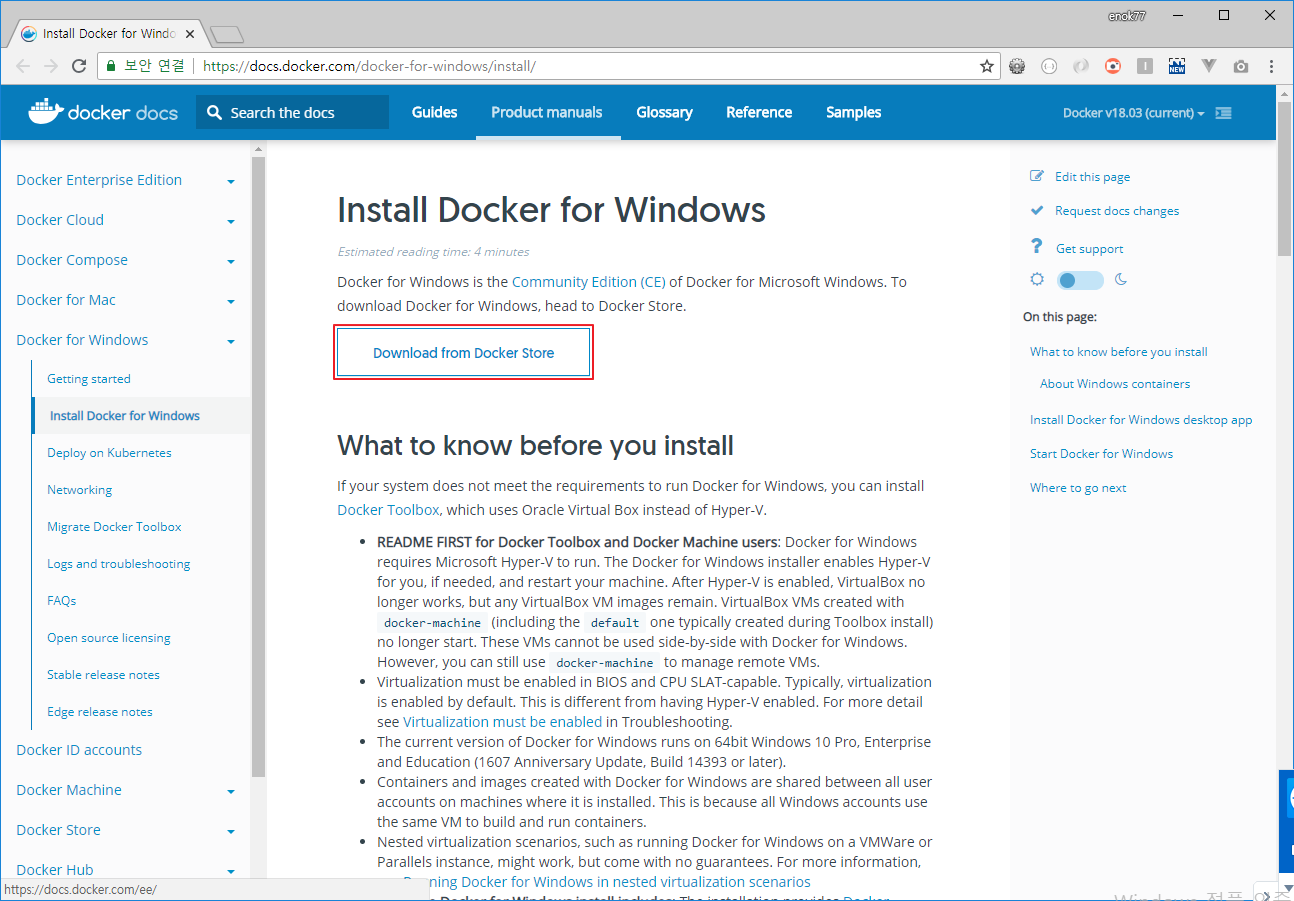 enok77
Install Docker for Windo
보안 연결
https://docs.docker.com/docker-for-windows/install/
NEW
docker docs
Search the docs
Guides
Product manuals
Glossary
Reference
Samples
Docker v18.03 (current)
Docker Enterprise Edition
Docker Cloud
Docker Compose
Docker for Mac
Docker for Windows
Getting started
Install Docker for Windows
Deploy on Kubernetes
Networking
Migrate Docker Toolbox
Logs and troubleshooting
FAQs
Open source licensing
Stable release notes
Edge release notes
Docker ID accounts
Docker Machine
Docker Store
Docker Hub
https://docs.docker.com/ee/
Install Docker for Windows
Estimated reading time: 4 minutes
Docker for Windows is the Community Edition (CE) of Docker for Microsoft Windows. To
download Docker for Windows, head to Docker Store.
Download from Docker Store
What to know before you install
If your system does not meet the requirements to run Docker for Windows, you can install
Docker Toolbox, which uses Oracle Virtual Box instead of Hyper-V.
• README FIRST for Docker Toolbox and Docker Machine users: Docker for Windows
requires Microsoft Hyper-V to run. The Docker for Windows installer enables Hyper-V
for you, if needed, and restart your machine. After Hyper-V is enabled, VirtualBox no
longer works, but any VirtualBox VM images remain. VirtualBox VMs created with
docker-machine (including the default one typically created during Toolbox install)
no longer start. These VMs cannot be used side-by-side with Docker for Windows.
However, you can still use docker-machine to manage remote VMs.
• Virtualization must be enabled in BIOS and CPU SLAT-capable. Typically, virtualization
is enabled by default. This is different from having Hyper-V enabled. For more detail
see Virtualization must be enabled in Troubleshooting.
• The current version of Docker for Windows runs on 64bit Windows 10 Pro, Enterprise
and Education (1607 Anniversary Update, Build 14393 or later).
• Containers and images created with Docker for Windows are shared between all user
accounts on machines where it is installed. This is because all Windows accounts use
the same VM to build and run containers.
• Nested virtualization scenarios, such as running Docker for Windows on a VMWare or
Parallels instance, might work, but come with no guarantees. For more information,
Running Docker for Windows in nested virtualization scenarios
Docker for Windows install includes: The installation provides Docker
Edit this page
Request docs changes
Get support
On this page:
What to know before you install
About Windows containers
Install Docker for Windows desktop app
Start Docker for Windows
Where to go next
Windows